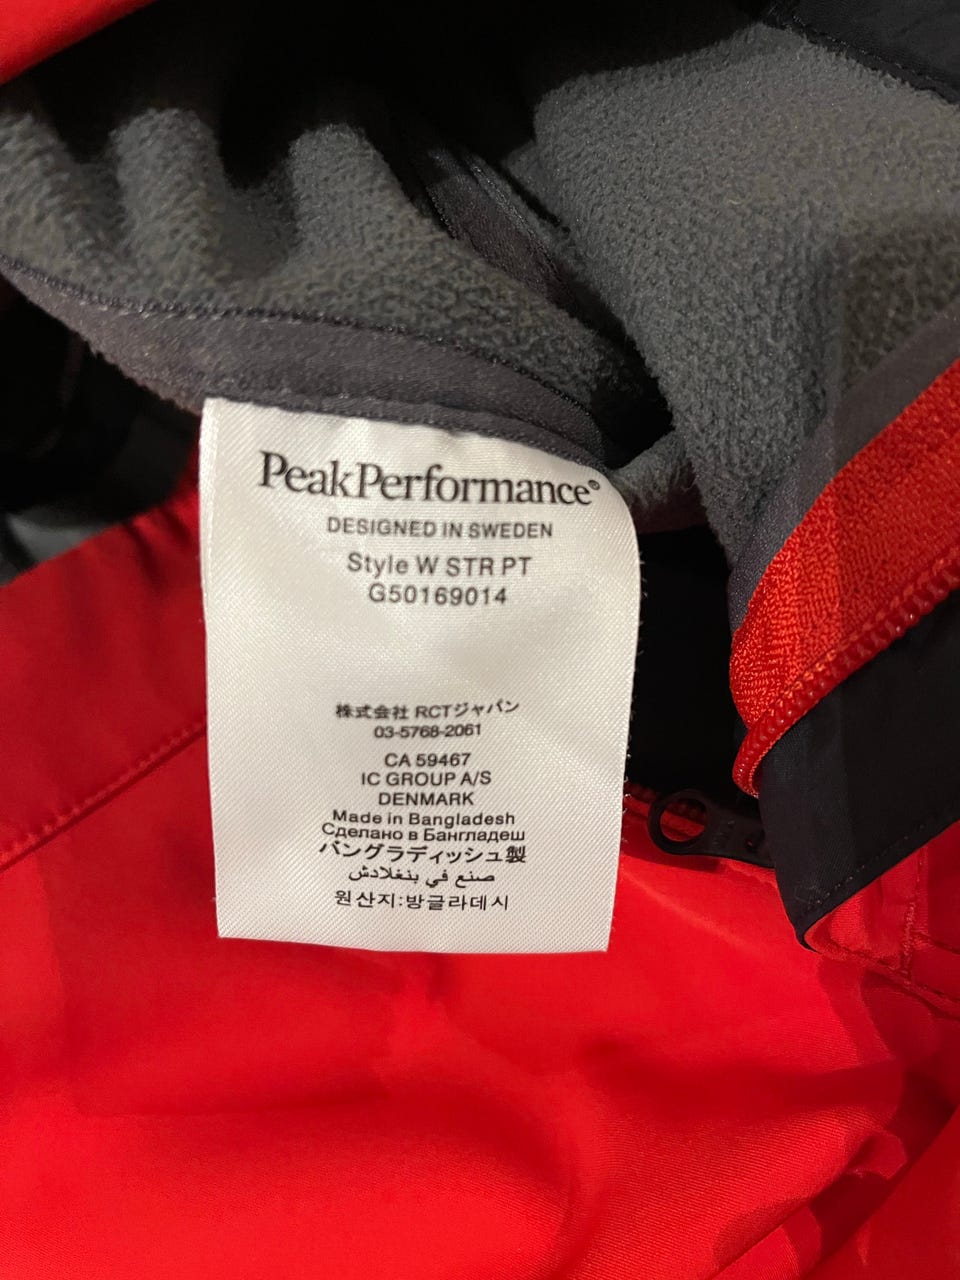 PeakPerformance®
DESIGNED IN SWEDEN
Style W STR PT
G50169014
株式会社 RCTジャパン
03-5768-2061
CA 59467
IC GROUP A/S
DENMARK
Made in Bangladesh
Сделано в Бангладеш
バングラディッシュ製
صنع في بنغلادش
원산지:방글라데시